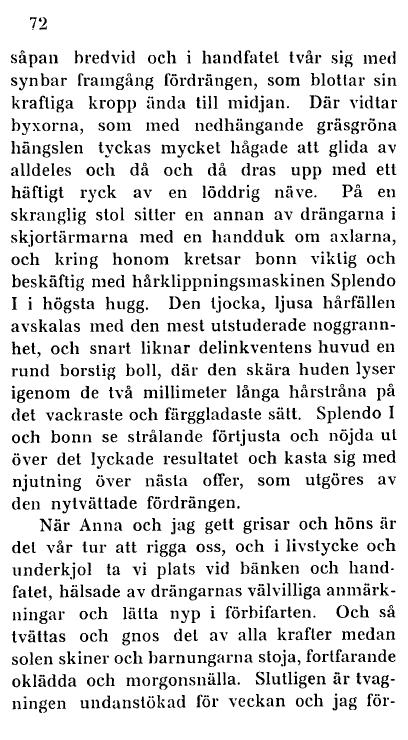 72
såpan bredvid och i handfatet tvår sig med
synbar framgång fördrängen, som blottar sin
kraftiga kropp ända till midjan. Där vidtar
byxorna, som med nedhängande gräsgröna
hängslen tyckas mycket hågade att glida av
alldeles och då och då dras upp med ett
häftigt ryck av en löddrig näve. På en
skranglig stol sitter en annan av drängarna i
skjortärmarna med en handduk om axlarna,
och kring honom kretsar bonn viktig och
beskäftig med hårklippningsmaskinen Splendo
I i högsta hugg. Den tjocka, ljusa hårfällen
avskalas med den mest utstuderade noggrann-
het, och snart liknar delinkventens huvud en
rund borstig boll, där den skära huden lyser
igenom de två millimeter långa hårstråna på
det vackraste och färggladaste sätt. Splendo I
och bonn se strålande förtjusta och nöjda ut
över det lyckade resultatet och kasta sig med
njutning över nästa offer, som utgöres av
den nytvättade fördrängen.
När Anna och jag gett grisar och höns är
det vår tur att rigga oss, och i livstycke och
underkjol ta vi plats vid bänken och hand-
fatet, hälsade av drängarnas välvilliga anmärk-
ningar och lätta nyp i förbifarten. Och så
tvättas och gnos det av alla krafter medan
solen skiner och barnungarna stoja, fortfarande
oklädda och morgonsnälla. Slutligen är tvag-
ningen undanstökad för veckan och jag för-